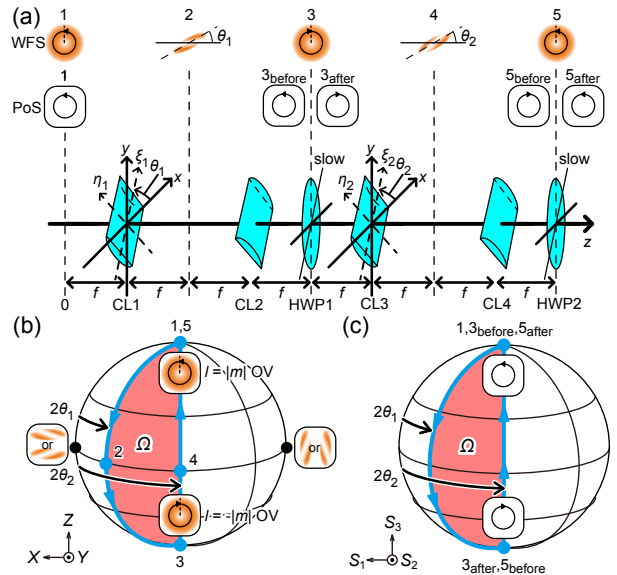 (a)
1 2 3 4 5
WFS θ1 θ2
1 3before 3after 5before 5after
PoS
y ξ1 θ1 slow y ξ2 θ2 slow
η1 x η2 x
z
f f f f f f f f
0 CL1 CL2 HWP1 CL3 CL4 HWP2
(b) (c)
1,5
l = |m| OV
2θ1
Ω
or
2
4
or
2θ2
l = -|m| OV
Z
X Y
3
1,3before,5after
2θ1
Ω
2θ2
S3
S1 S2
3after,5before